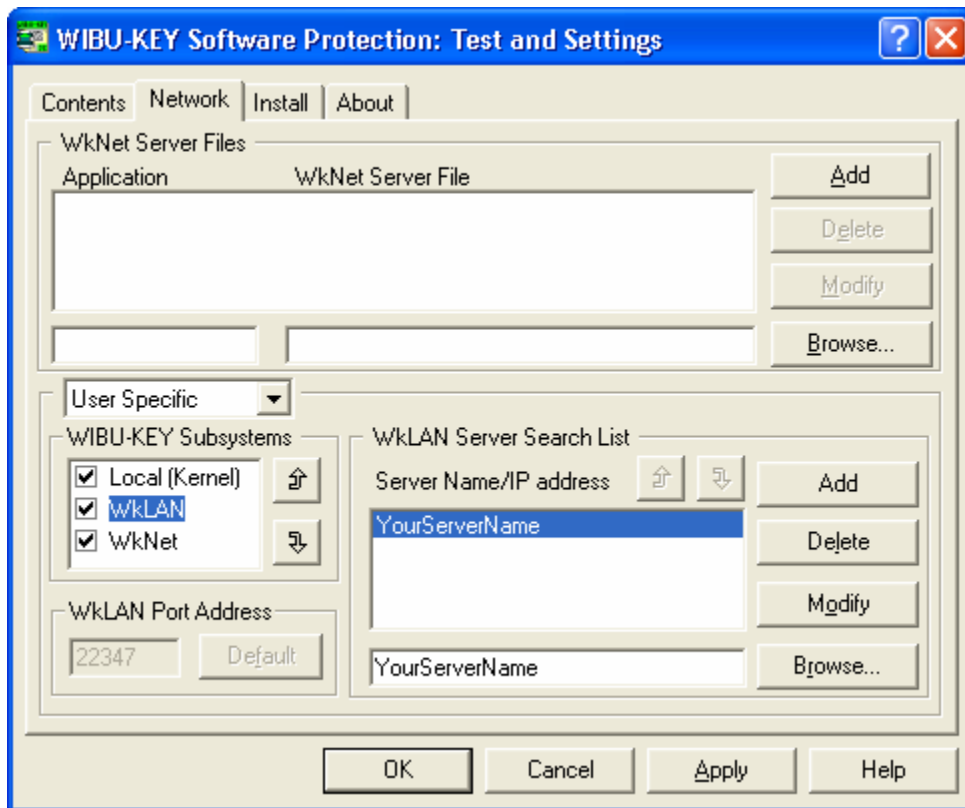 WIBU-KEY Software Protection: Test and Settings
Contents Network Install About
WkNet Server Files
Application WkNet Server File
Add
Delete
Modify
Browse...
User Specific
WIBU-KEY Subsystems
Local (Kernel)
WkLAN
WkNet
WkLAN Port Address
22347 Default
WkLAN Server Search List
Server Name/IP address
Add
YourServerName
Delete
Modify
YourServerName
Browse...
OK Cancel Apply Help